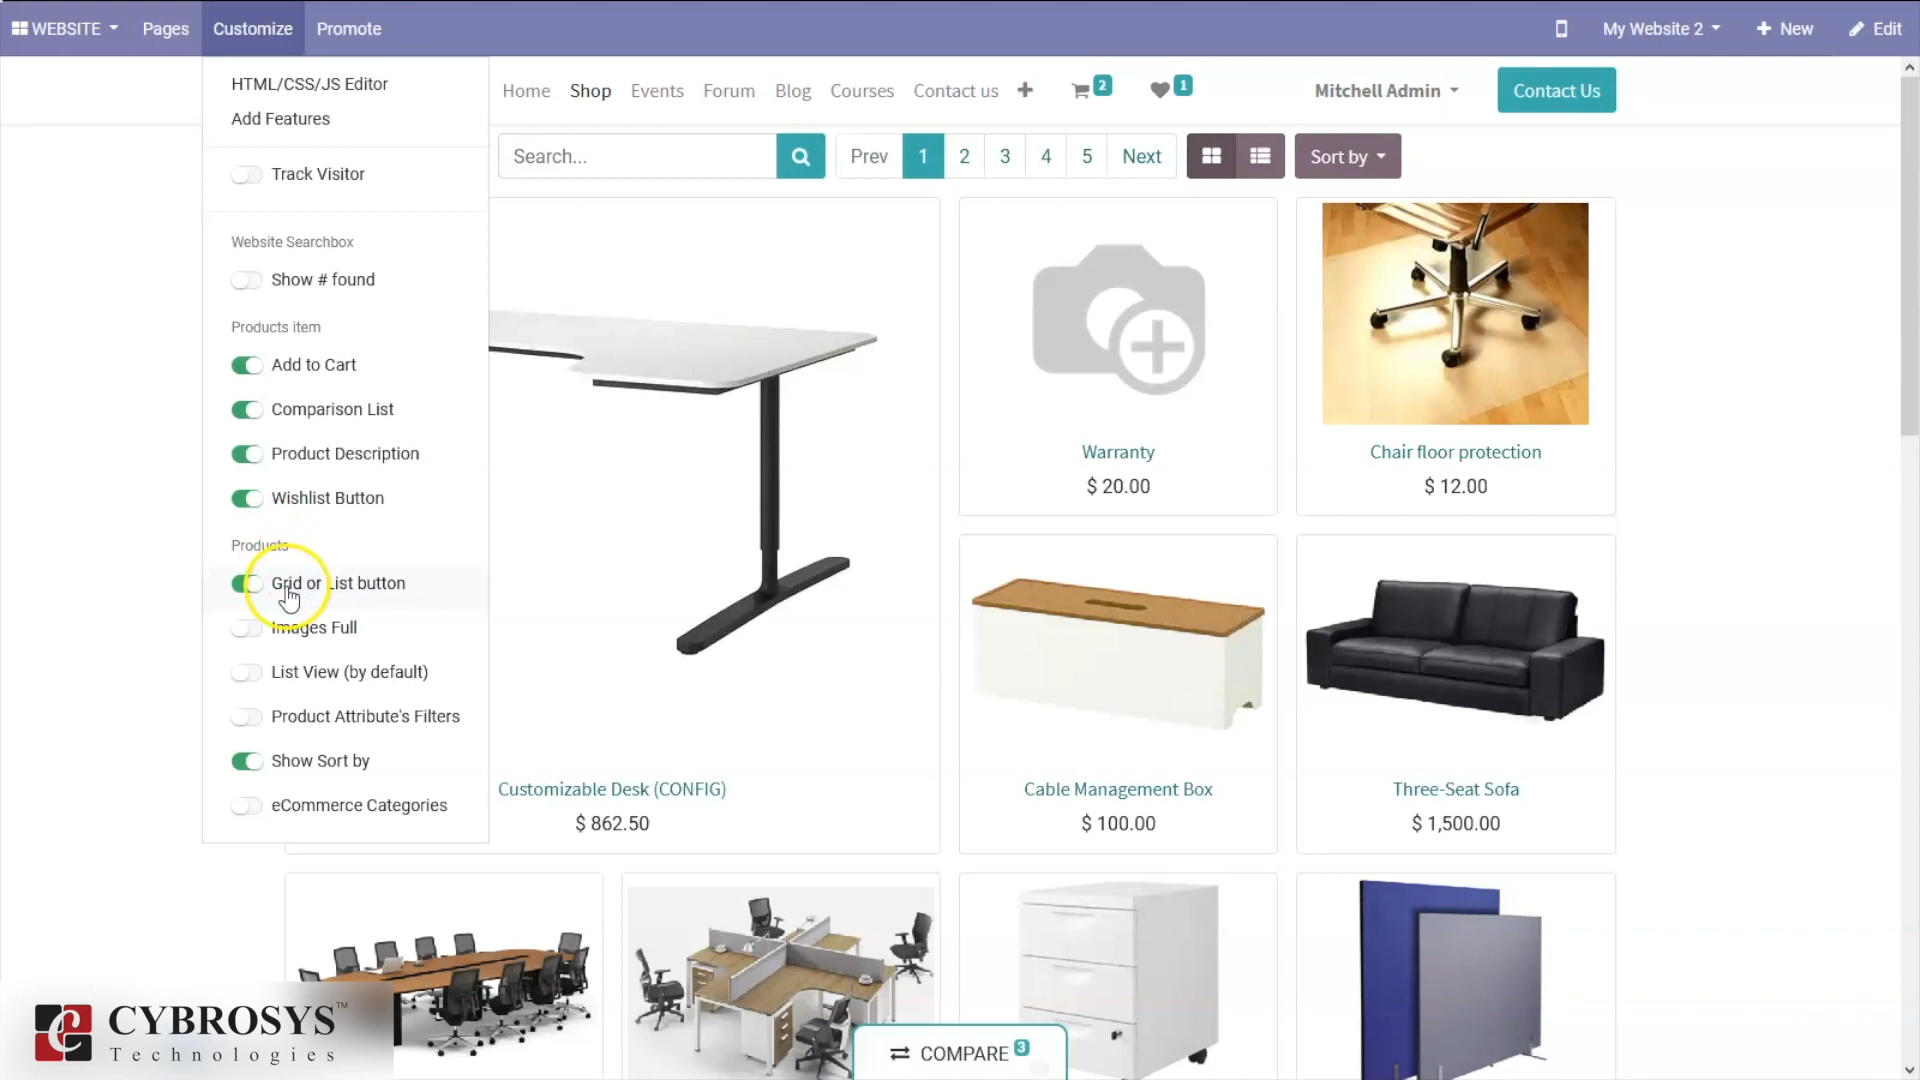 WEBSITE Pages Customize Promote My Website 2 + New Edit
HTML/CSS/JS Editor
Add Features
Track Visitor
Website Searchbox
Show # found
Products item
Add to Cart
Comparison List
Product Description
Wishlist Button
Products
Grid or List button
Images Full
List View (by default)
Product Attribute's Filters
Show Sort by
eCommerce Categories
Home Shop Events Forum Blog Courses Contact us + 2 1 Mitchell Admin Contact Us
Search... Prev 1 2 3 4 5 Next Sort by
Warranty
$ 20.00
Chair floor protection
$ 12.00
Customizable Desk (CONFIG)
$ 862.50
Cable Management Box
$ 100.00
Three-Seat Sofa
$ 1,500.00
COMPARE 3
CYBROSYS™
Technologies